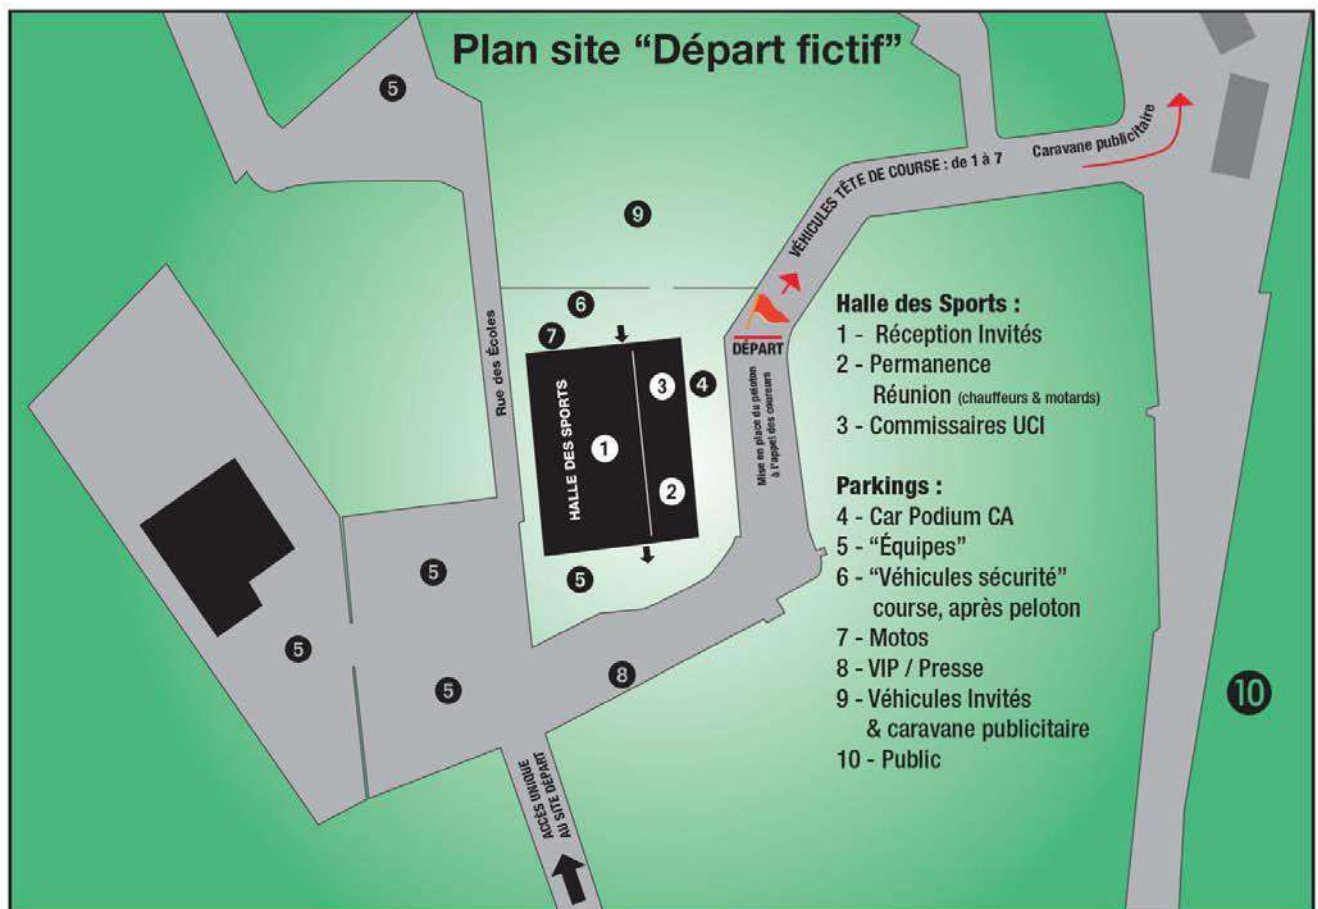 Plan site “Départ fictif”
5
9
Caravane publicitaire
VÉHICULES TÊTE DE COURSE : de 1 à 7
6
7
Rue des Écoles
DÉPART
HALLE DES SPORTS
3
4
1
2
Mise en place du peloton
à l'appel des coureurs
Halle des Sports :
1 - Réception Invités
2 - Permanence
Réunion (chauffeurs & motards)
3 - Commissaires UCI
Parkings :
4 - Car Podium CA
5 - “Équipes”
6 - “Véhicules sécurité”
course, après peloton
7 - Motos
8 - VIP / Presse
9 - Véhicules Invités
& caravane publicitaire
10 - Public
5
5
5
5
8
10
ACCÈS UNIQUE
AU SITE DÉPART